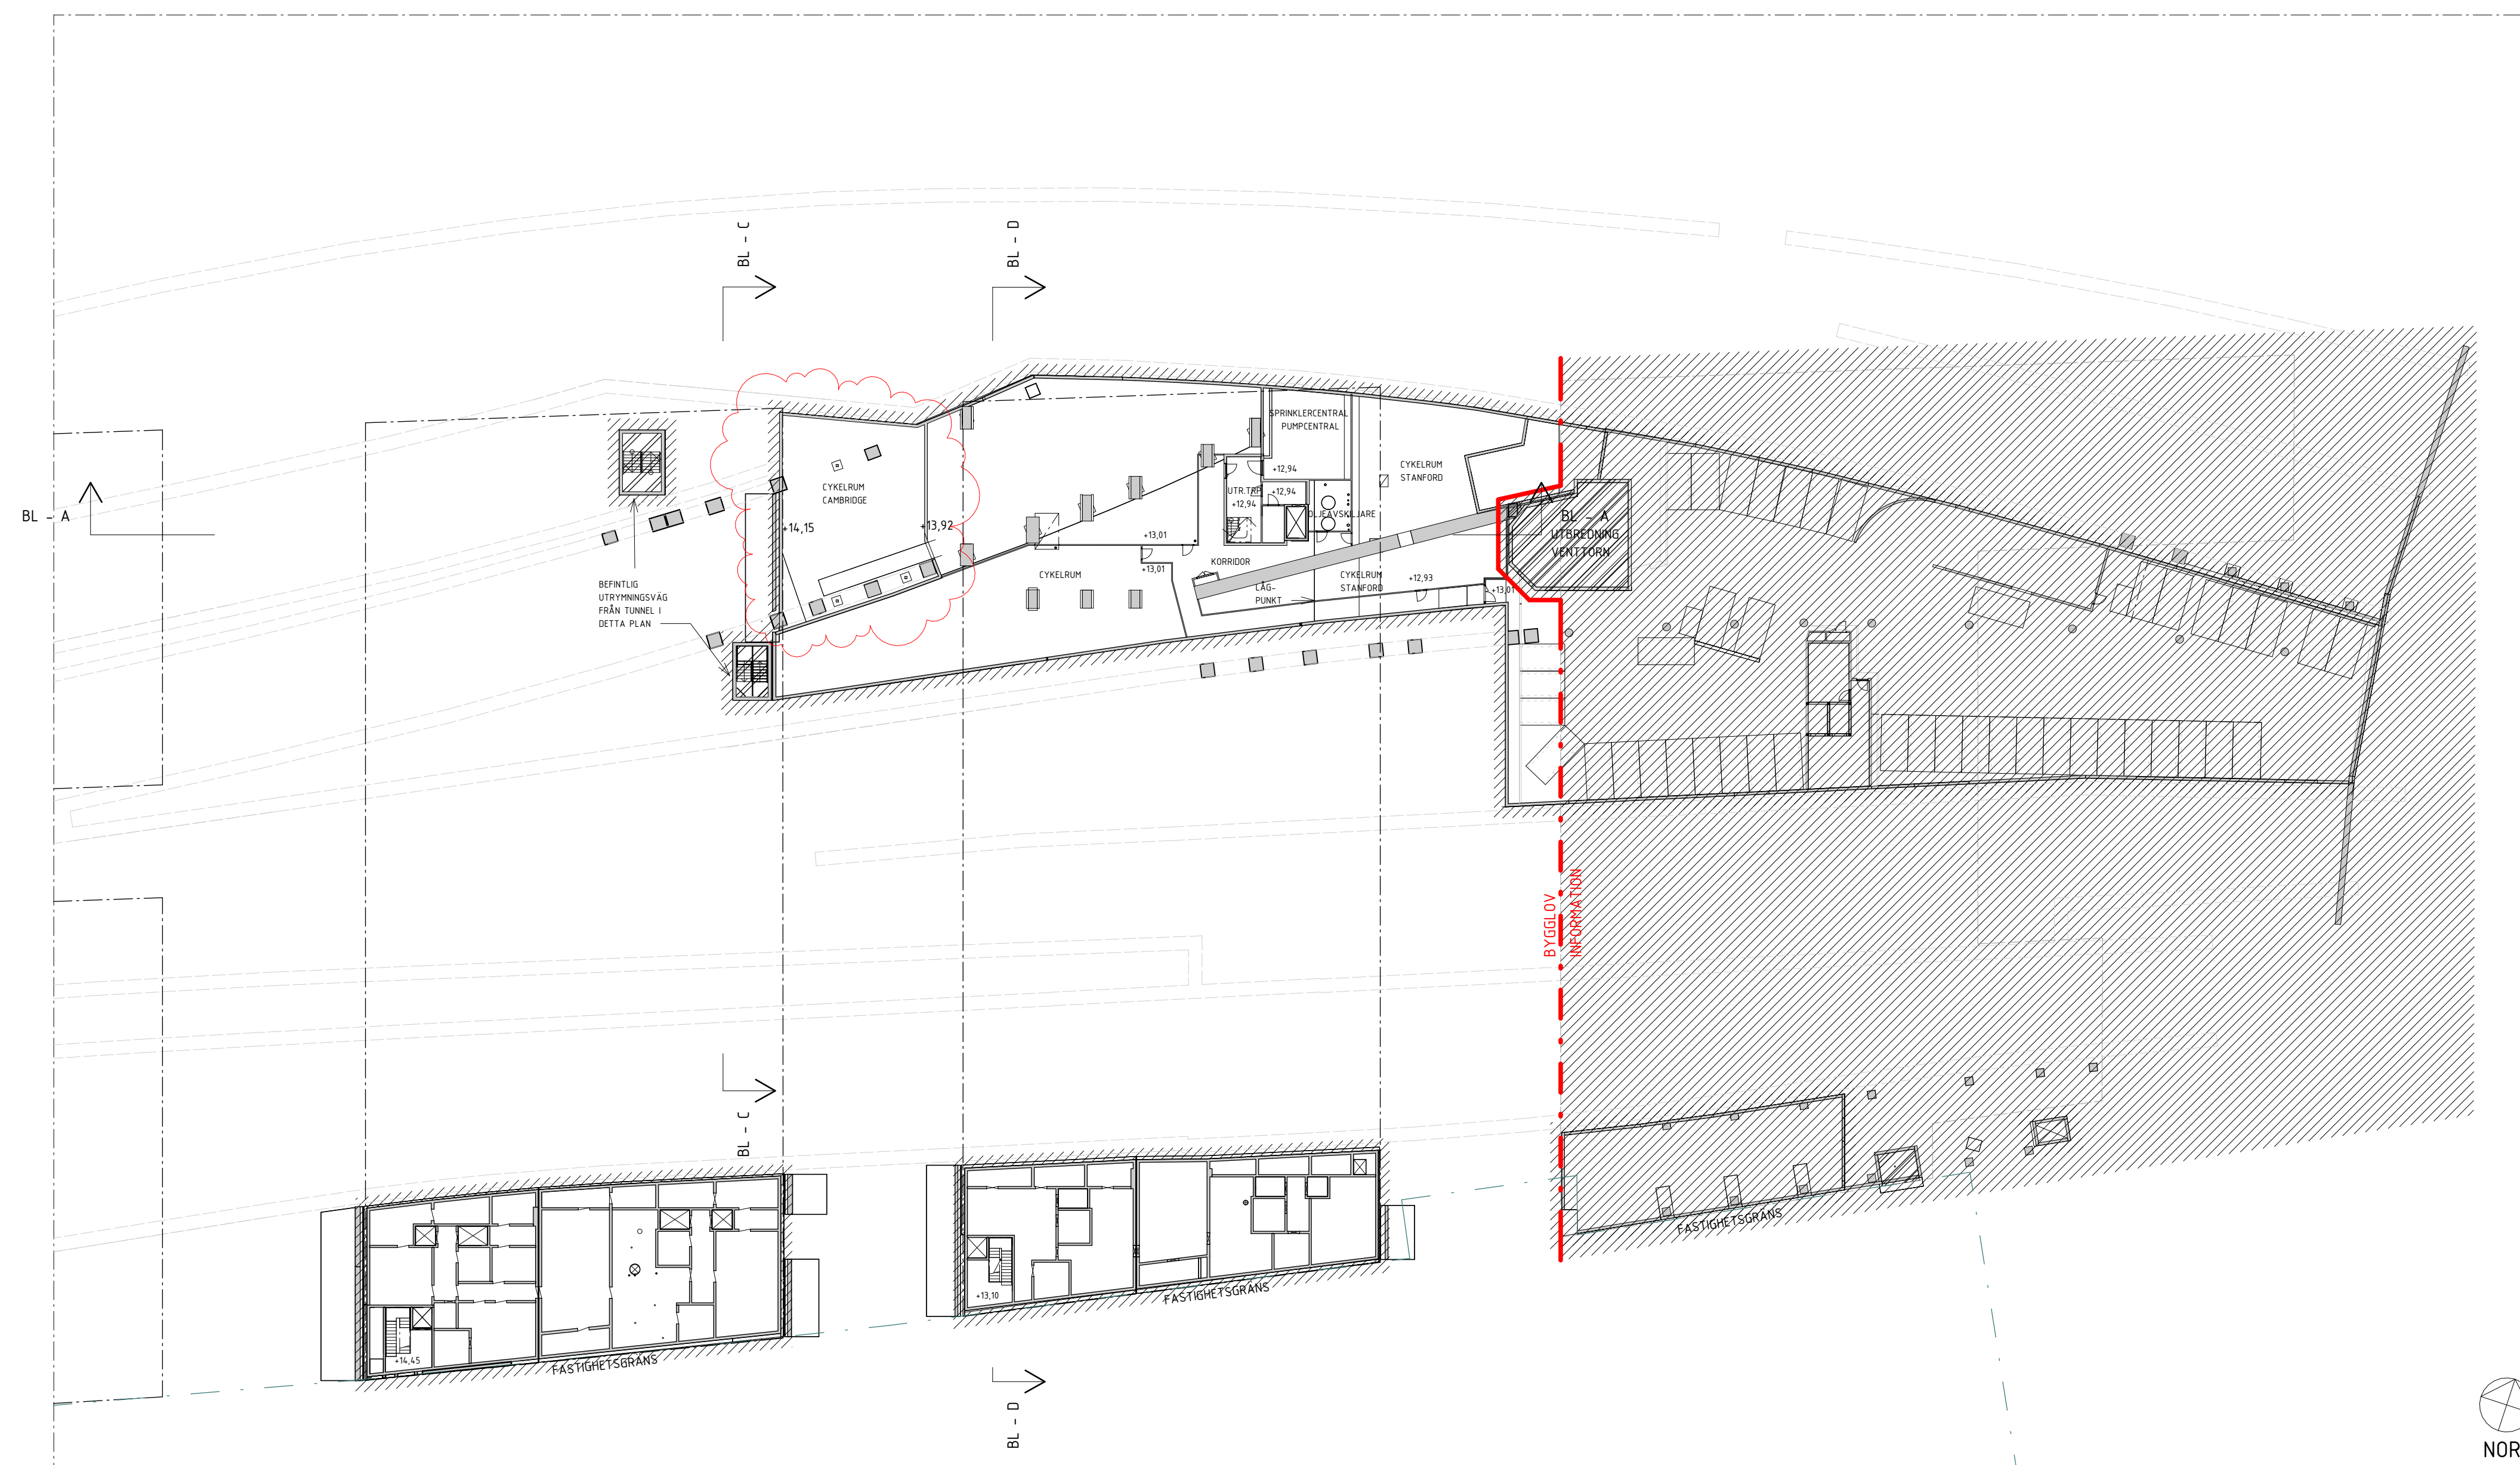 BL - C
BL - D
SPRINKLERCENTRAL
PUMPCENTRAL
CYKELRUM
STANFORD
CYKELRUM
CAMBRIDGE
+12,94
UTR.TRP
+12,94
+12,94
BL - A
+14,15
+13,92
OLJEAVSKILJARE
BL - A
UTBREDNING
VENTTORN
+13,01
KORRIDOR
+13,01
CYKELRUM
CYKELRUM
STANFORD
+12,93
LÅG-
PUNKT
+13,01
BEFINTLIG
UTRYMNINGSVÄG
FRÅN TUNNEL I
DETTA PLAN
BYGGLOV
INFORMATION
BL - C
FASTIGHETSGRÄNS
+13,10
FASTIGHETSGRÄNS
+14,45
FASTIGHETSGRÄNS
BL - D
NOR